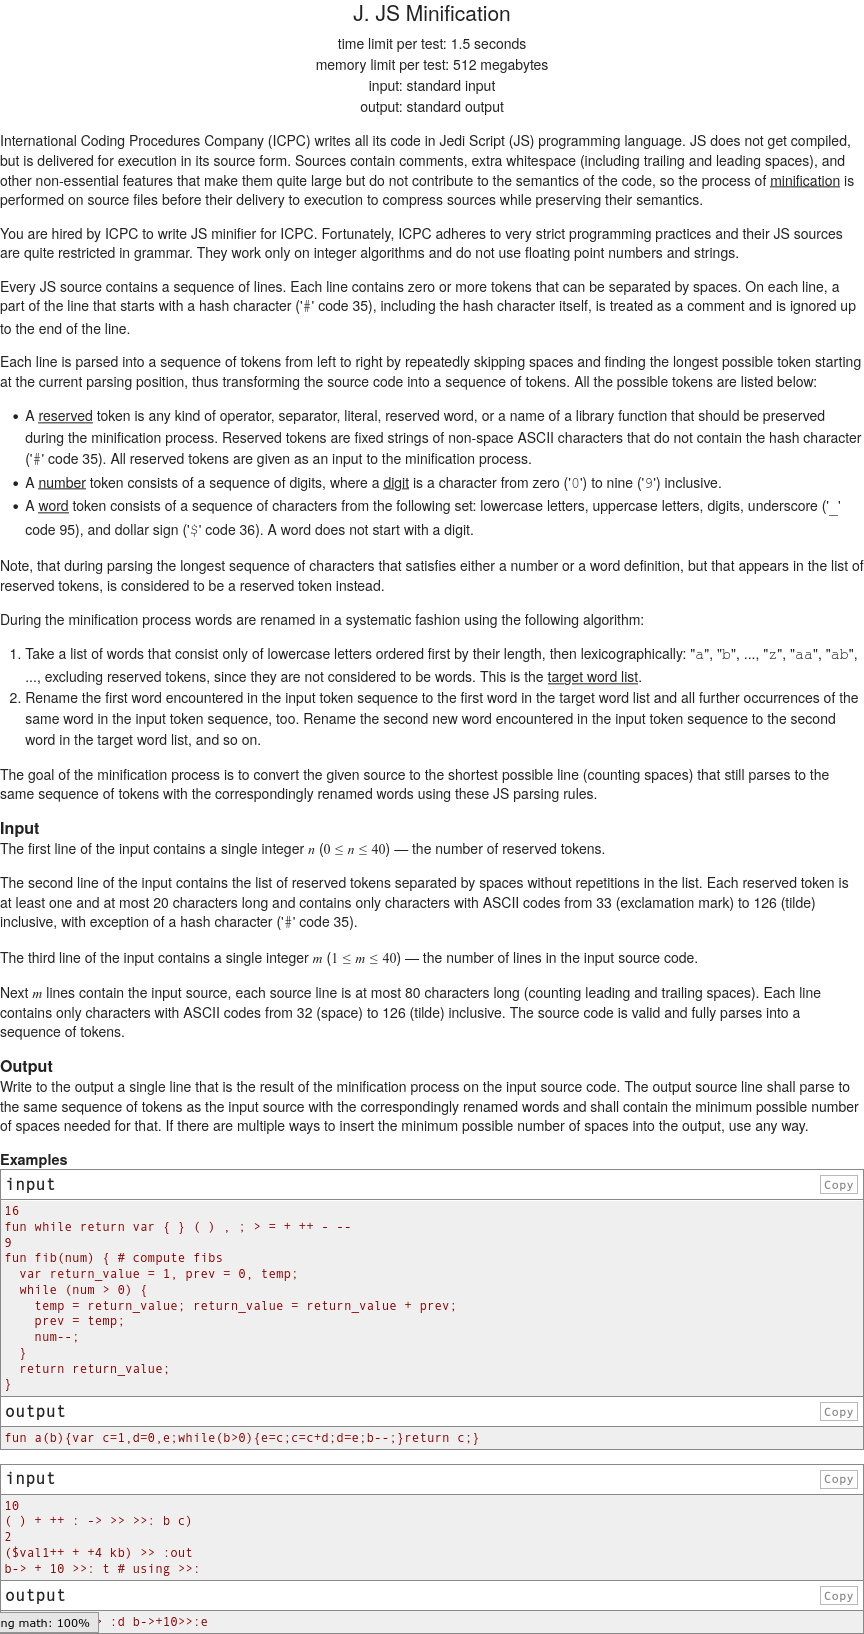 J. JS Minification
time limit per test: 1.5 seconds
memory limit per test: 512 megabytes
input: standard input
output: standard output
International Coding Procedures Company (ICPC) writes all its code in Jedi Script (JS) programming language. JS does not get compiled,
but is delivered for execution in its source form. Sources contain comments, extra whitespace (including trailing and leading spaces), and
other non-essential features that make them quite large but do not contribute to the semantics of the code, so the process of minification is
performed on source files before their delivery to execution to compress sources while preserving their semantics.
You are hired by ICPC to write JS minifier for ICPC. Fortunately, ICPC adheres to very strict programming practices and their JS sources
are quite restricted in grammar. They work only on integer algorithms and do not use floating point numbers and strings.
Every JS source contains a sequence of lines. Each line contains zero or more tokens that can be separated by spaces. On each line, a
part of the line that starts with a hash character ('#' code 35), including the hash character itself, is treated as a comment and is ignored up
to the end of the line.
Each line is parsed into a sequence of tokens from left to right by repeatedly skipping spaces and finding the longest possible token starting
at the current parsing position, thus transforming the source code into a sequence of tokens. All the possible tokens are listed below:
• A reserved token is any kind of operator, separator, literal, reserved word, or a name of a library function that should be preserved
during the minification process. Reserved tokens are fixed strings of non-space ASCII characters that do not contain the hash character
('#' code 35). All reserved tokens are given as an input to the minification process.
• A number token consists of a sequence of digits, where a digit is a character from zero ('0') to nine ('9') inclusive.
• A word token consists of a sequence of characters from the following set: lowercase letters, uppercase letters, digits, underscore ('_'
code 95), and dollar sign ('$' code 36). A word does not start with a digit.
Note, that during parsing the longest sequence of characters that satisfies either a number or a word definition, but that appears in the list of
reserved tokens, is considered to be a reserved token instead.
During the minification process words are renamed in a systematic fashion using the following algorithm:
1. Take a list of words that consist only of lowercase letters ordered first by their length, then lexicographically: "a", "b", ..., "z", "aa", "ab",
..., excluding reserved tokens, since they are not considered to be words. This is the target word list.
2. Rename the first word encountered in the input token sequence to the first word in the target word list and all further occurrences of the
same word in the input token sequence, too. Rename the second new word encountered in the input token sequence to the second
word in the target word list, and so on.
The goal of the minification process is to convert the given source to the shortest possible line (counting spaces) that still parses to the
same sequence of tokens with the correspondingly renamed words using these JS parsing rules.
Input
The first line of the input contains a single integer n (0 ≤ n ≤ 40) — the number of reserved tokens.
The second line of the input contains the list of reserved tokens separated by spaces without repetitions in the list. Each reserved token is
at least one and at most 20 characters long and contains only characters with ASCII codes from 33 (exclamation mark) to 126 (tilde)
inclusive, with exception of a hash character ('#' code 35).
The third line of the input contains a single integer m (1 ≤ m ≤ 40) — the number of lines in the input source code.
Next m lines contain the input source, each source line is at most 80 characters long (counting leading and trailing spaces). Each line
contains only characters with ASCII codes from 32 (space) to 126 (tilde) inclusive. The source code is valid and fully parses into a
sequence of tokens.
Output
Write to the output a single line that is the result of the minification process on the input source code. The output source line shall parse to
the same sequence of tokens as the input source with the correspondingly renamed words and shall contain the minimum possible number
of spaces needed for that. If there are multiple ways to insert the minimum possible number of spaces into the output, use any way.
Examples
input Copy
16
fun while return var { } ( ) , ; > = + ++ - --
9
fun fib(num) { # compute fibs
  var return_value = 1, prev = 0, temp;
  while (num > 0) {
    temp = return_value; return_value = return_value + prev;
    prev = temp;
    num--;
  }
  return return_value;
}
output Copy
fun a(b){var c=1,d=0,e;while(b>0){e=c;c=c+d;d=e;b--;}return c;}
input Copy
10
( ) + ++ : -> >> >>: b c)
2
($val1++ + +4 kb) >> :out
b-> + 10 >>: t # using >>:
output Copy
ng math: 100% :d b->+10>>:e